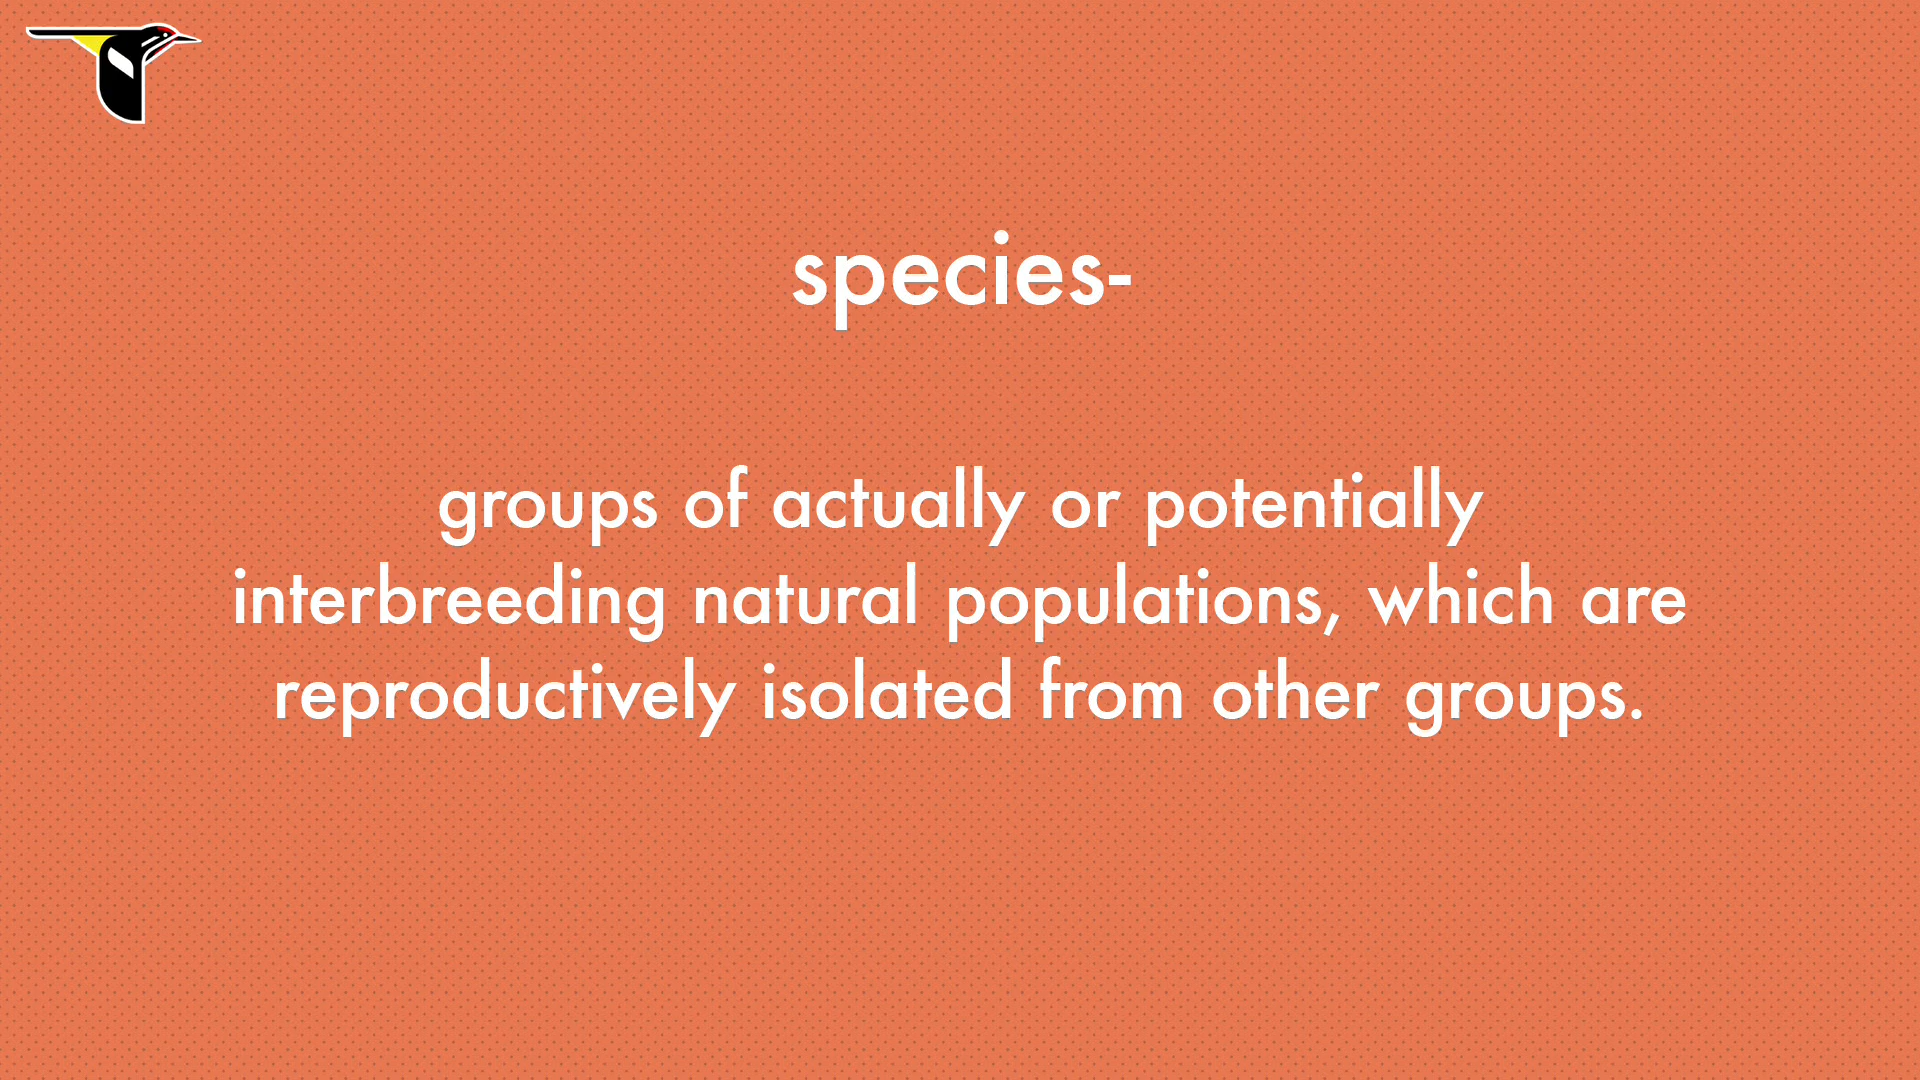 species-
groups of actually or potentially
interbreeding natural populations, which are
reproductively isolated from other groups.